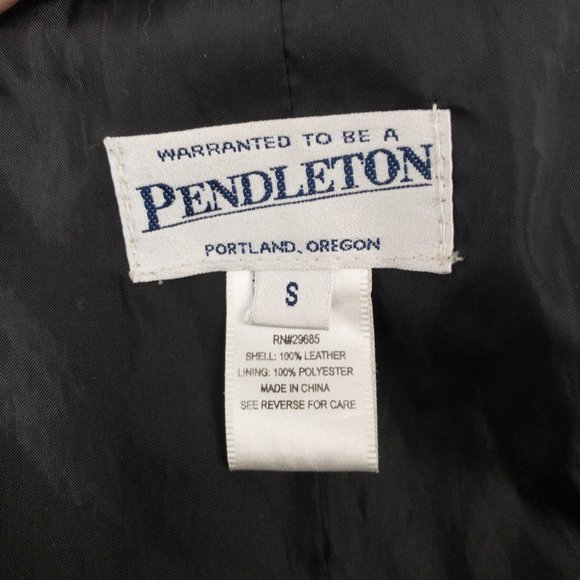 WARRANTED TO BE A
PENDLETON
PORTLAND, OREGON
S
RN#29685
SHELL: 100% LEATHER
LINING: 100% POLYESTER
MADE IN CHINA
SEE REVERSE FOR CARE